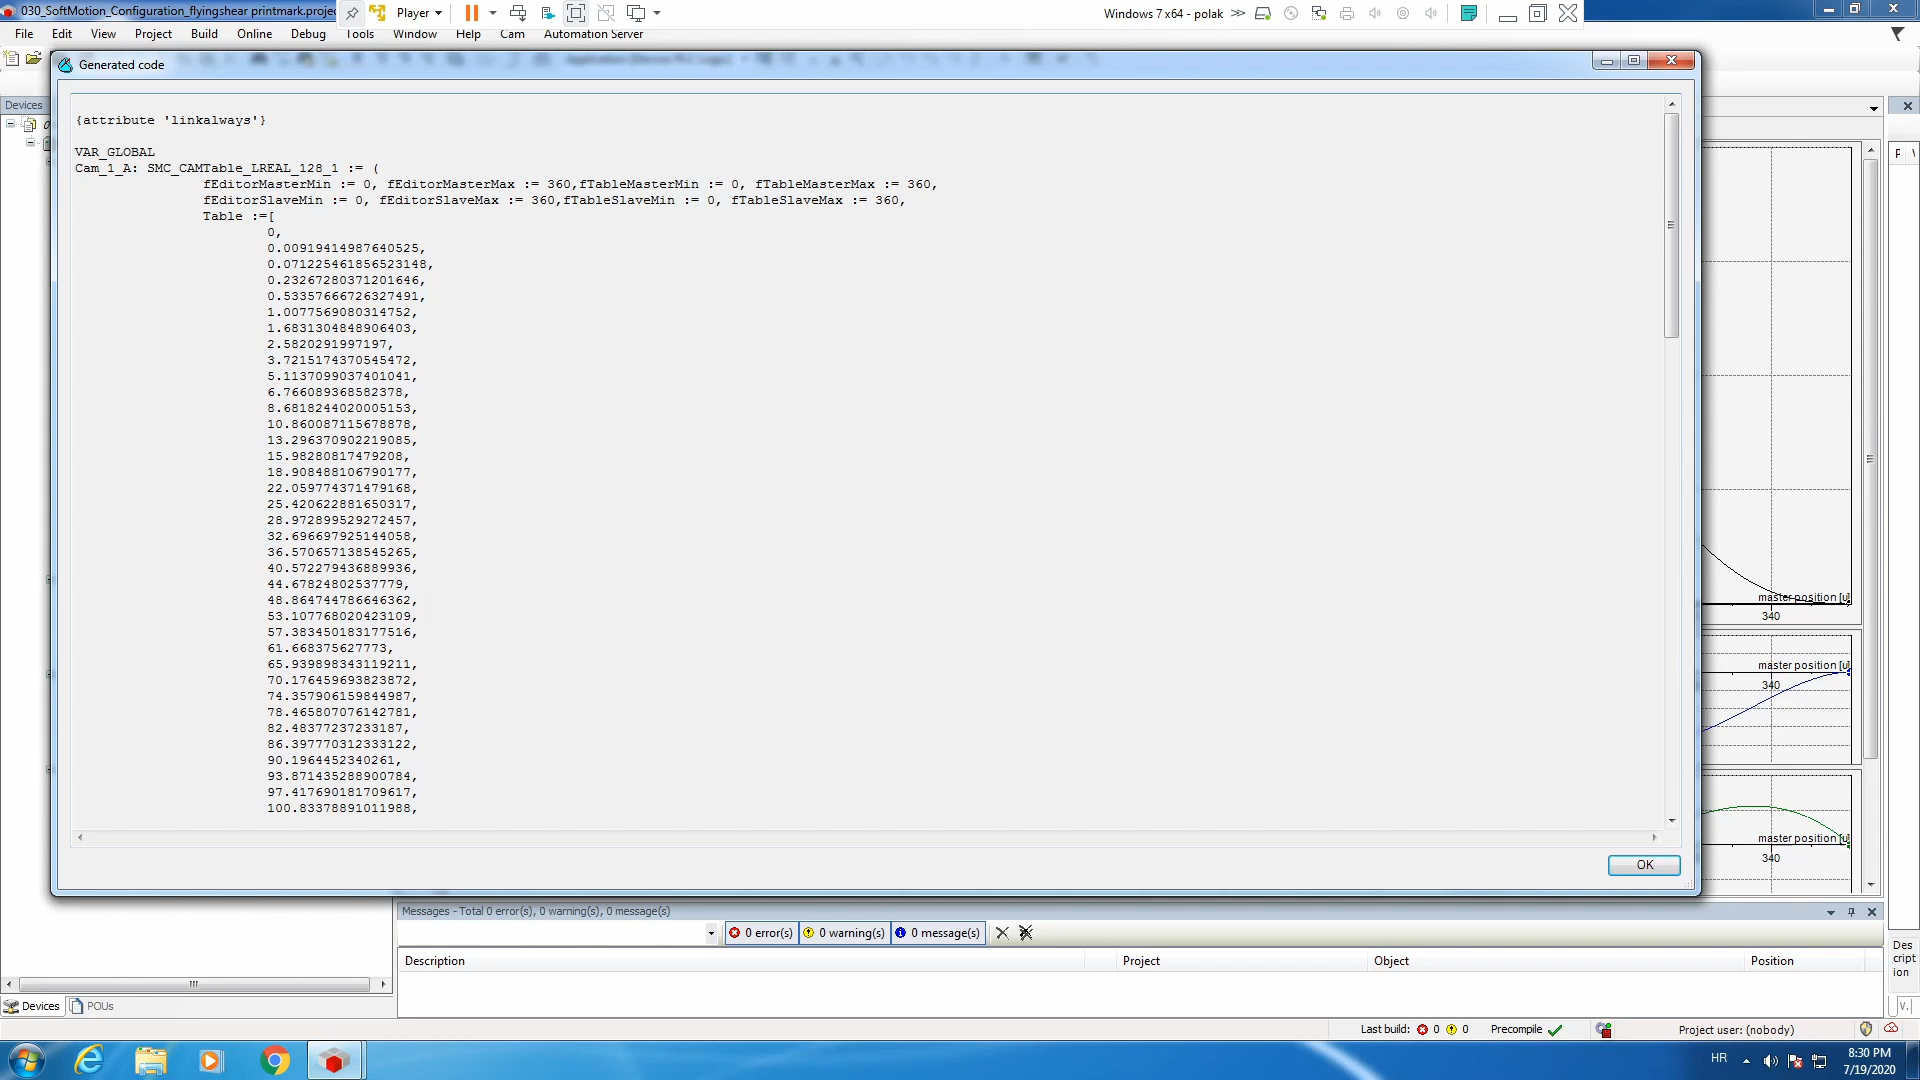 030_SoftMotion_Configuration_flyingshear printmark.projec
Player
Windows 7 x64 - polak
File Edit View Project Build Online Debug Tools Window Help Cam Automation Server
Generated code
Devices
{attribute 'linkalways'}
VAR_GLOBAL
Cam_1_A: SMC_CAMTable_LREAL_128_1 := (
fEditorMasterMin := 0, fEditorMasterMax := 360,fTableMasterMin := 0, fTableMasterMax := 360,
fEditorSlaveMin := 0, fEditorSlaveMax := 360,fTableSlaveMin := 0, fTableSlaveMax := 360,
Table :=[
0,
0.00919414987640525,
0.071225461856523148,
0.23267280371201646,
0.53357666726327491,
1.0077569080314752,
1.6831304848906403,
2.5820291997197,
3.7215174370545472,
5.1137099037401041,
6.766089368582378,
8.6818244020005153,
10.860087115678878,
13.296370902219085,
15.98280817479208,
18.908488106790177,
22.059774371479168,
25.420622881650317,
28.972899529272457,
32.696697925144058,
36.570657138545265,
40.572279436889936,
44.67824802537779,
48.864744786646362,
53.107768020423109,
57.383450183177516,
61.668375627773,
65.939898343119211,
70.176459693823872,
74.357906159844987,
78.465807076142781,
82.48377237233187,
86.397770312333122,
90.1964452340261,
93.871435288900784,
97.417690181709617,
100.83378891011988,
master position [u]
340
master position [u]
340
master position [u]
340
OK
Messages - Total 0 error(s), 0 warning(s), 0 message(s)
0 error(s) 0 warning(s) 0 message(s)
Description Project Object Position
Des
cript
ion
Devices POUs
Last build: 0 0 Precompile Project user: (nobody)
HR
8:30 PM
7/19/2020